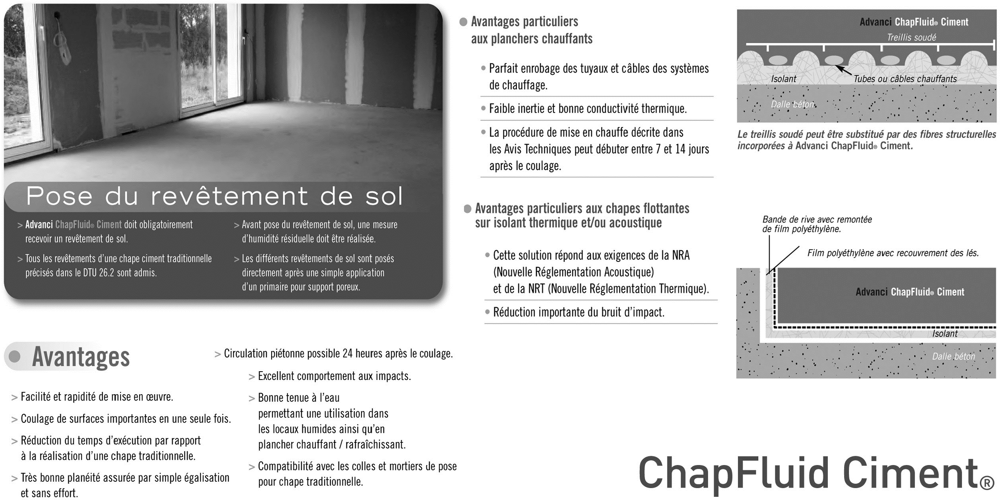 Pose du revêtement de sol
> Advanci ChapFluid® Ciment doit obligatoirement
recevoir un revêtement de sol.
> Tous les revêtements d'une chape ciment traditionnelle
précisés dans le DTU 26.2 sont admis.
> Avant pose du revêtement de sol, une mesure
d'humidité résiduelle doit être réalisée.
> Les différents revêtements de sol sont posés
directement après une simple application
d'un primaire pour support poreux.
• Avantages
> Facilité et rapidité de mise en œuvre.
> Coulage de surfaces importantes en une seule fois.
> Réduction du temps d'exécution par rapport
à la réalisation d'une chape traditionnelle.
> Très bonne planéité assurée par simple égalisation
et sans effort.
> Circulation piétonne possible 24 heures après le coulage.
> Excellent comportement aux impacts.
> Bonne tenue à l'eau
permettant une utilisation dans
les locaux humides ainsi qu'en
plancher chauffant / rafraîchissant.
> Compatibilité avec les colles et mortiers de pose
pour chape traditionnelle.
• Avantages particuliers
aux planchers chauffants
• Parfait enrobage des tuyaux et câbles des systèmes
de chauffage.
• Faible inertie et bonne conductivité thermique.
• La procédure de mise en chauffe décrite dans
les Avis Techniques peut débuter entre 7 et 14 jours
après le coulage.
• Avantages particuliers aux chapes flottantes
sur isolant thermique et/ou acoustique
• Cette solution répond aux exigences de la NRA
(Nouvelle Réglementation Acoustique)
et de la NRT (Nouvelle Réglementation Thermique).
• Réduction importante du bruit d'impact.
Advanci ChapFluid® Ciment
Treillis soudé
Isolant
Tubes ou câbles chauffants
Dalle béton
Le treillis soudé peut être substitué par des fibres structurelles
incorporées à Advanci ChapFluid® Ciment.
Bande de rive avec remontée
de film polyéthylène.
Film polyéthylène avec recouvrement des lés.
Advanci ChapFluid® Ciment
Isolant
Dalle béton
ChapFluid Ciment®